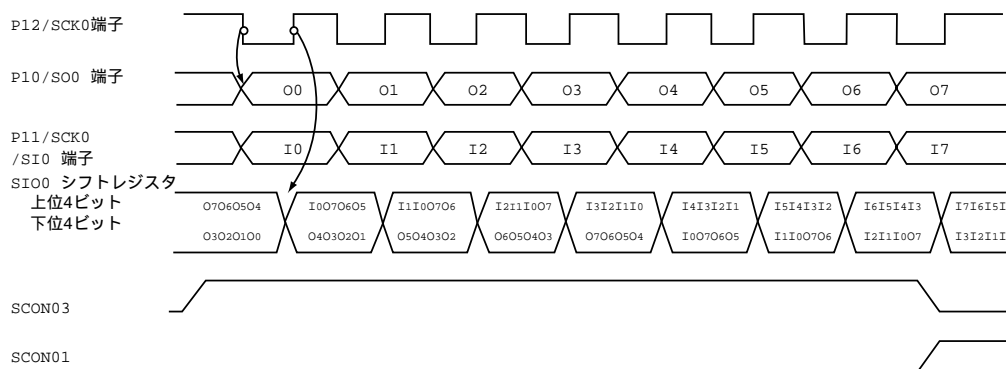 P12/SCK0端子
P10/SO0 端子
O0 O1 O2 O3 O4 O5 O6 O7
P11/SCK0
/SI0 端子
I0 I1 I2 I3 I4 I5 I6 I7
SIO0 シフトレジスタ
上位4ビット
O7O6O5O4 I0O7O6O5 I1I0O7O6 I2I1I0O7 I3I2I1I0 I4I3I2I1 I5I4I3I2 I6I5I4I3 I7I6I5I
下位4ビット
O3O2O1O0 O4O3O2O1 O5O4O3O2 O6O5O4O3 O7O6O5O4 I0O7O6O5 I1I0O7O6 I2I1I0O7 I3I2I1I
SCON03
SCON01